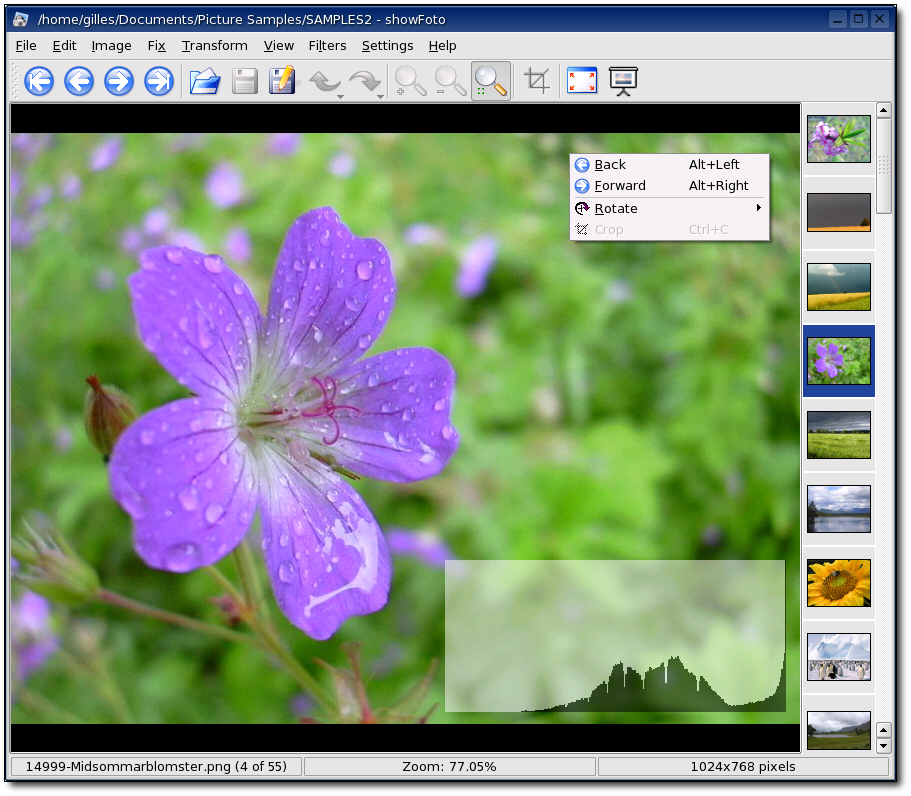 /home/gilles/Documents/Picture Samples/SAMPLES2 - showFoto
File Edit Image Fix Transform View Filters Settings Help
Back Alt+Left
Forward Alt+Right
Rotate
Crop Ctrl+C
14999-Midsommarblomster.png (4 of 55) Zoom: 77.05% 1024x768 pixels